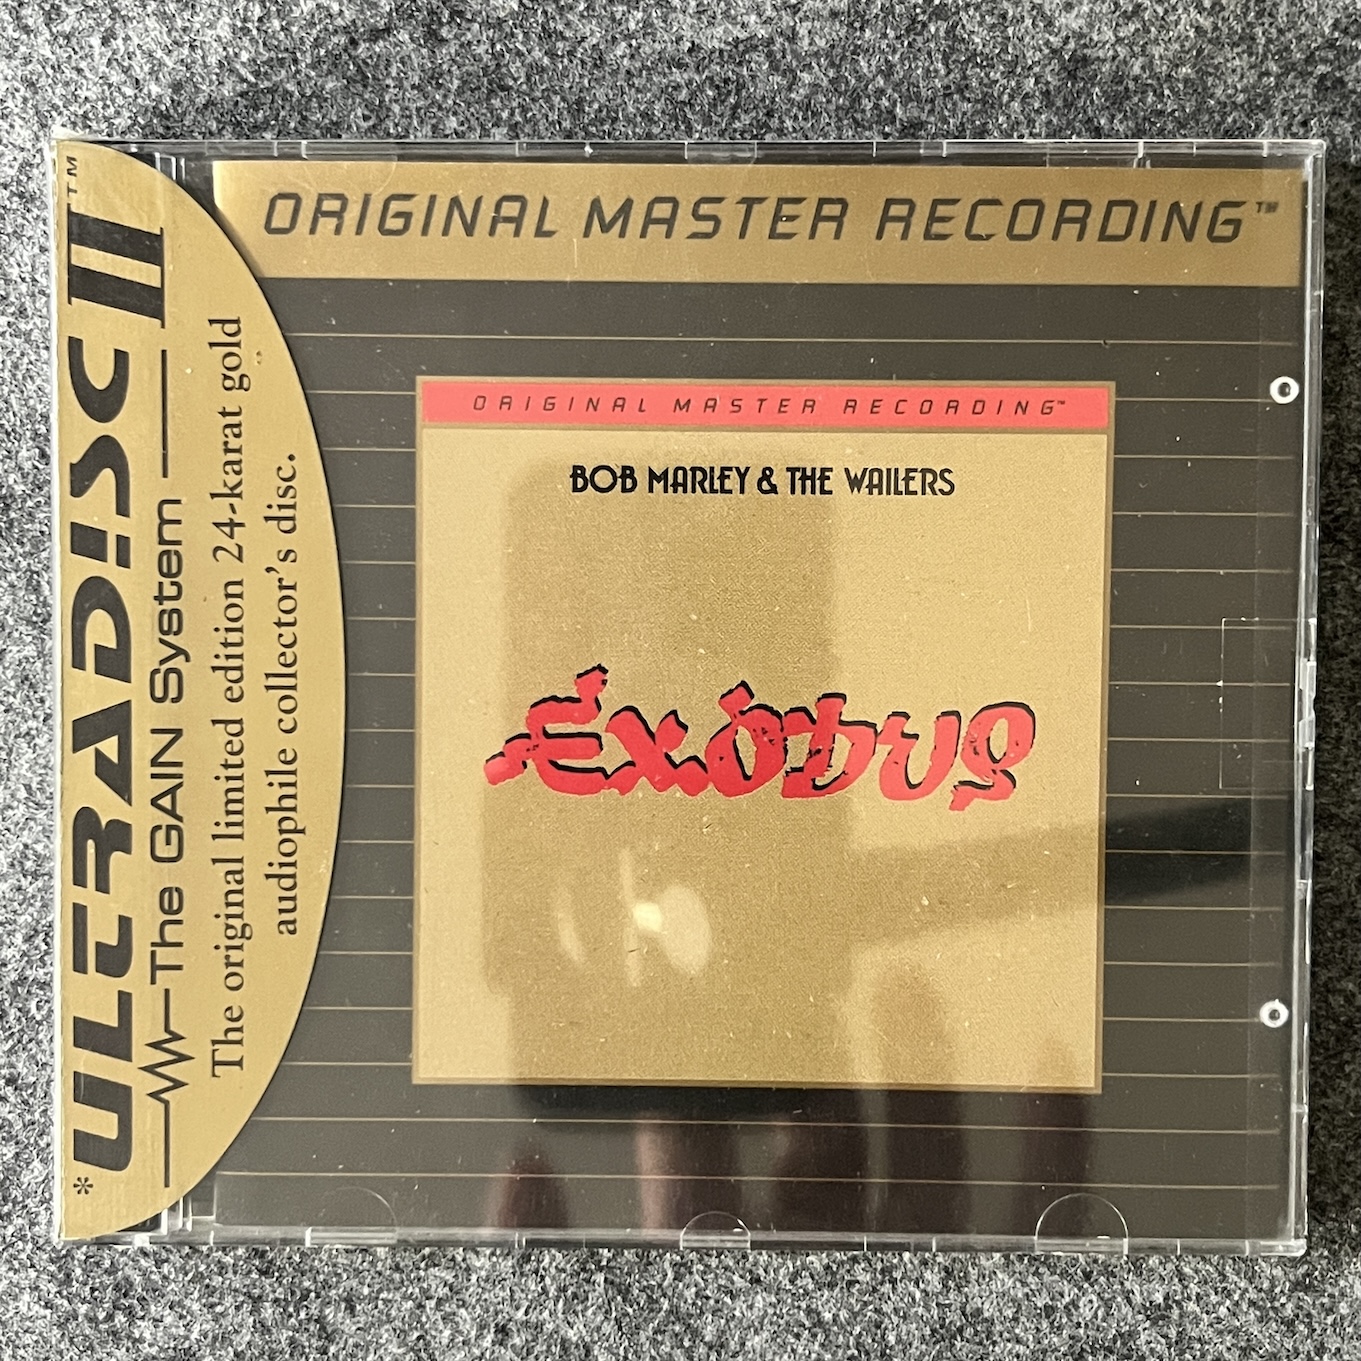 ORIGINAL MASTER RECORDING™
ORIGINAL MASTER RECORDING™
BOB MARLEY & THE WAILERS
EXODUS
*ULTRADISC II™
The GAIN System
The original limited edition 24-karat gold
audiophile collector's disc.